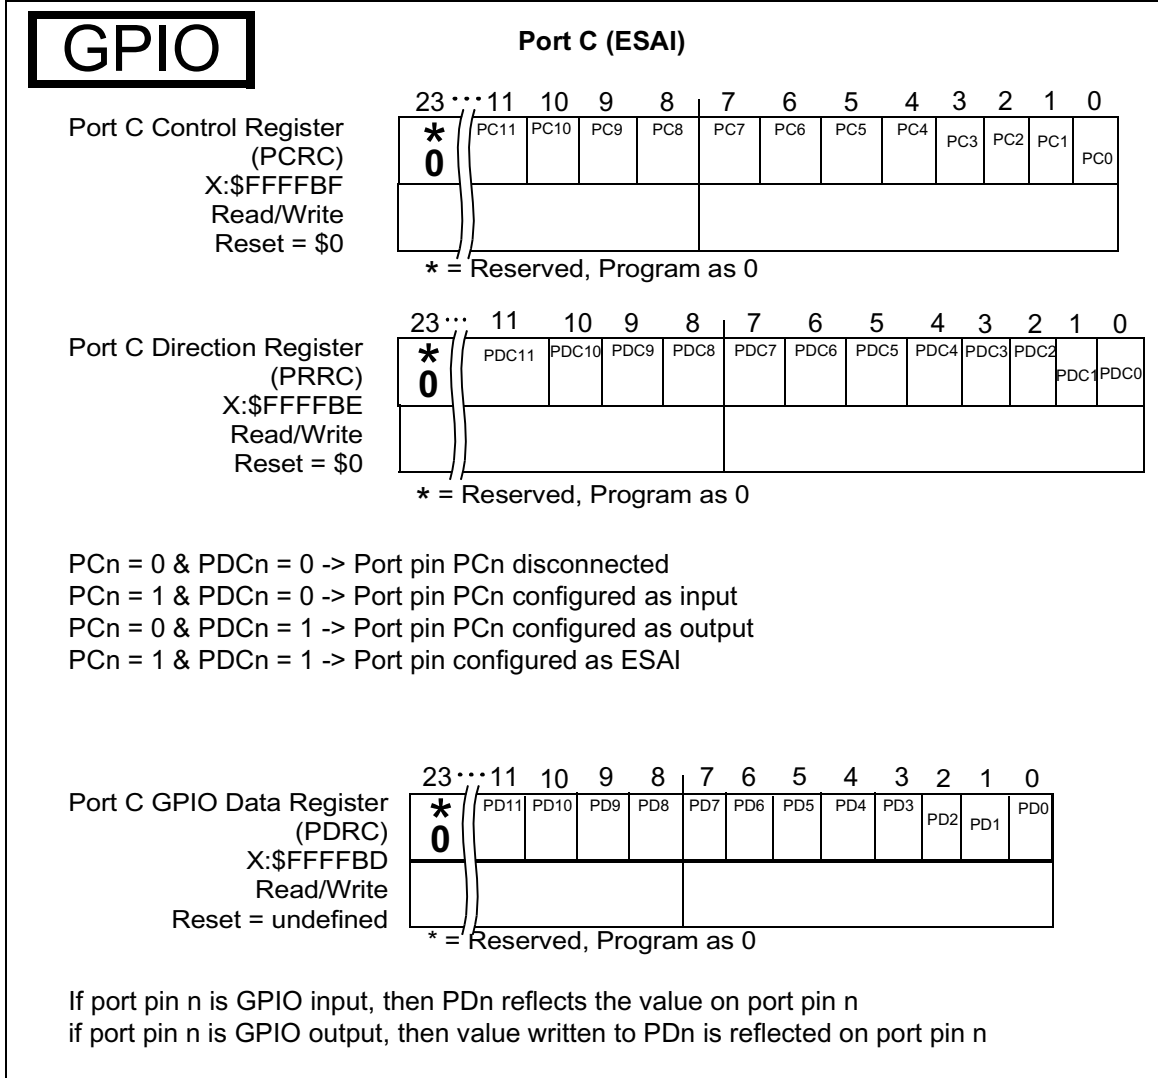 GPIO
Port C (ESAI)
23 ··· 11 10 9 8 7 6 5 4 3 2 1 0
Port C Control Register
(PCRC)
X:$FFFFBF
Read/Write
Reset = $0
* PC11 PC10 PC9 PC8 PC7 PC6 PC5 PC4 PC3 PC2 PC1 PC0
0
* = Reserved, Program as 0
23 ··· 11 10 9 8 7 6 5 4 3 2 1 0
Port C Direction Register
(PRRC)
X:$FFFFBE
Read/Write
Reset = $0
* PDC11 PDC10 PDC9 PDC8 PDC7 PDC6 PDC5 PDC4 PDC3 PDC2 PDC1 PDC0
0
* = Reserved, Program as 0
PCn = 0 & PDCn = 0 -> Port pin PCn disconnected
PCn = 1 & PDCn = 0 -> Port pin PCn configured as input
PCn = 0 & PDCn = 1 -> Port pin PCn configured as output
PCn = 1 & PDCn = 1 -> Port pin configured as ESAI
23 ··· 11 10 9 8 7 6 5 4 3 2 1 0
Port C GPIO Data Register
(PDRC)
X:$FFFFBD
Read/Write
Reset = undefined
* PD11 PD10 PD9 PD8 PD7 PD6 PD5 PD4 PD3 PD2 PD1 PD0
0
* = Reserved, Program as 0
If port pin n is GPIO input, then PDn reflects the value on port pin n
if port pin n is GPIO output, then value written to PDn is reflected on port pin n